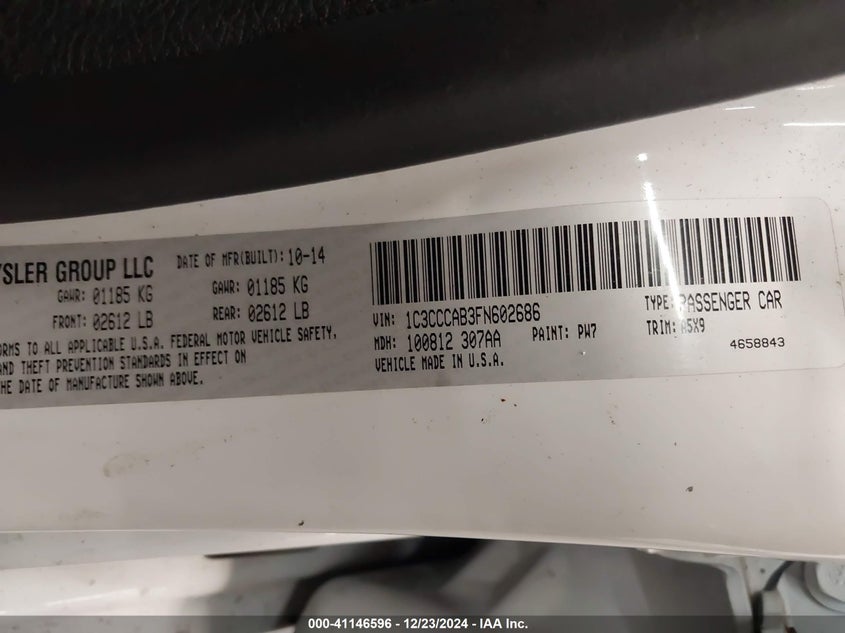 YSLER GROUP LLC
DATE OF MFR(BUILT): 10-14
GAWR: 01185 KG
GAWR: 01185 KG
FRONT: 02612 LB
REAR: 02612 LB
ORMS TO ALL APPLICABLE U.S.A. FEDERAL MOTOR VEHICLE SAFETY,
AND THEFT PREVENTION STANDARDS IN EFFECT ON
THE DATE OF MANUFACTURE SHOWN ABOVE.
VIN: 1C3CCCAB3FN602686
TYPE: PASSENGER CAR
MDH: 100812 307AA
PAINT: PW7
TRIM: A5X9
VEHICLE MADE IN U.S.A.
4658843
000-41146596 - 12/23/2024 - IAA Inc.